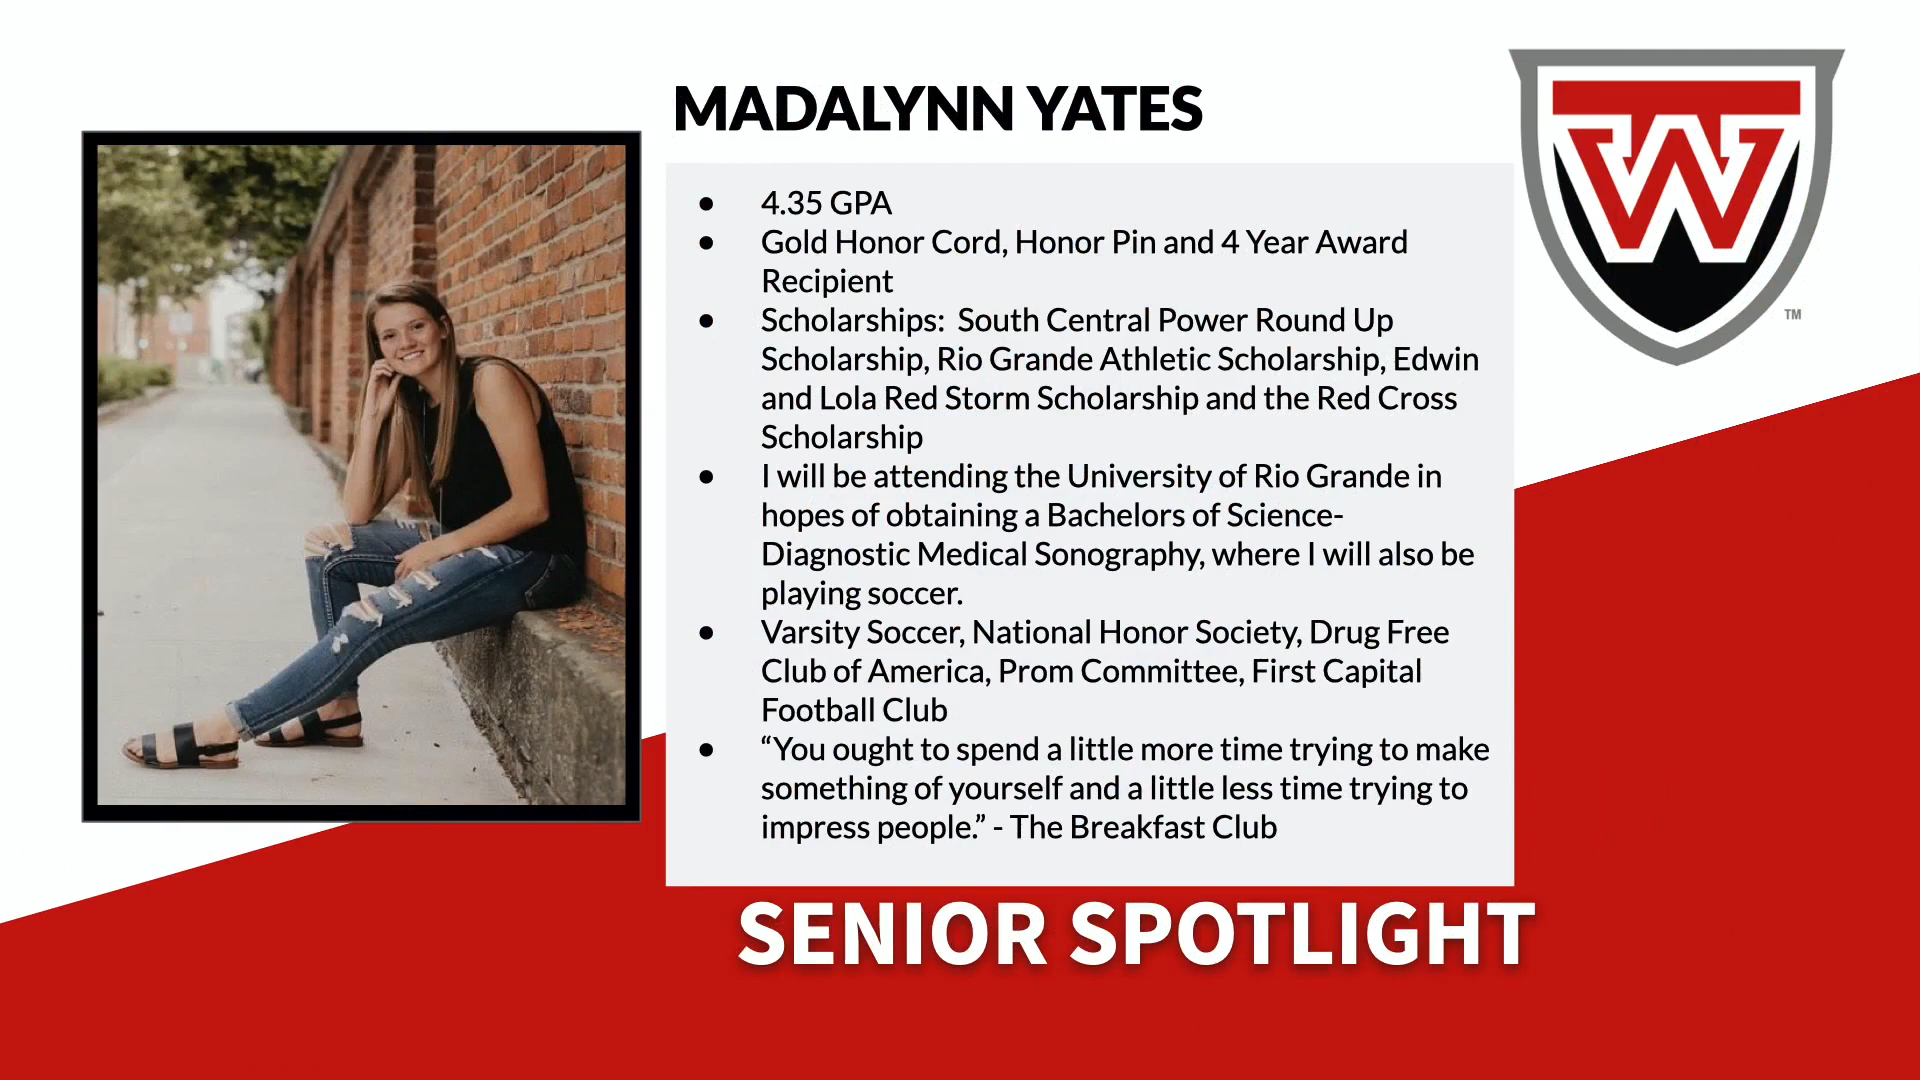 MADALYNN YATES
● 4.35 GPA
● Gold Honor Cord, Honor Pin and 4 Year Award
Recipient
● Scholarships:  South Central Power Round Up
Scholarship, Rio Grande Athletic Scholarship, Edwin
and Lola Red Storm Scholarship and the Red Cross
Scholarship
● I will be attending the University of Rio Grande in
hopes of obtaining a Bachelors of Science-
Diagnostic Medical Sonography, where I will also be
playing soccer.
● Varsity Soccer, National Honor Society, Drug Free
Club of America, Prom Committee, First Capital
Football Club
● “You ought to spend a little more time trying to make
something of yourself and a little less time trying to
impress people.” - The Breakfast Club
SENIOR SPOTLIGHT
W
TM